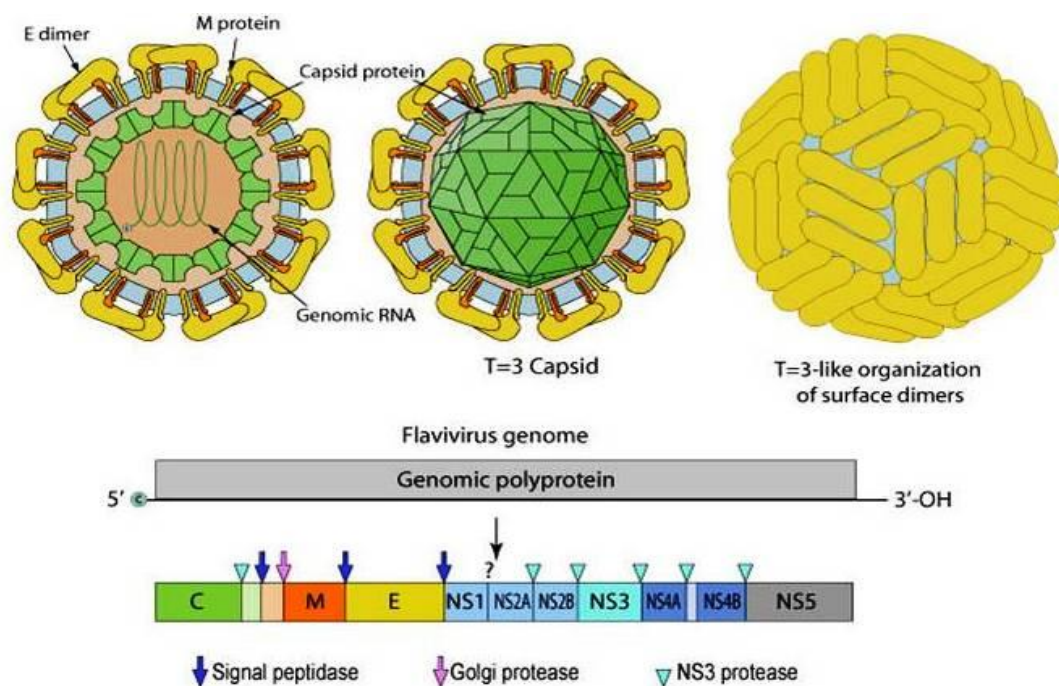 E dimer
M protein
Capsid protein
Genomic RNA
T=3 Capsid
T=3-like organization
of surface dimers
Flavivirus genome
Genomic polyprotein
5' C 3'-OH
?
C M E NS1 NS2A NS2B NS3 NS4A NS4B NS5
Signal peptidase Golgi protease NS3 protease